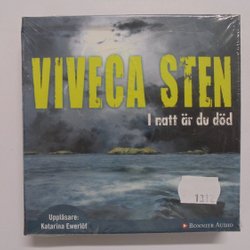 VIVECA STEN
I natt är du död
Uppläsare:
Katarina Ewerlöf
BONNIER AUDIO